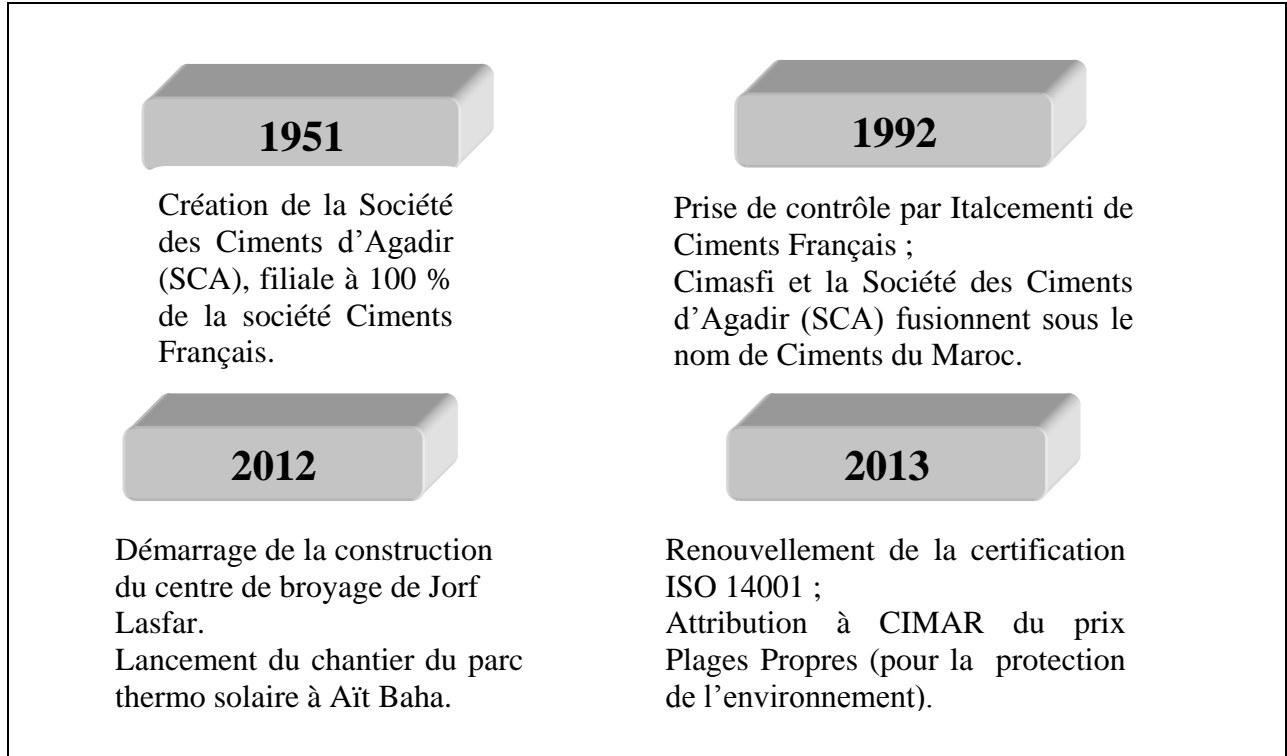 1951
Création de la Société
des Ciments d’Agadir
(SCA), filiale à 100 %
de la société Ciments
Français.
1992
Prise de contrôle par Italcementi de
Ciments Français ;
Cimasfi et la Société des Ciments
d’Agadir (SCA) fusionnent sous le
nom de Ciments du Maroc.
2012
Démarrage de la construction
du centre de broyage de Jorf
Lasfar.
Lancement du chantier du parc
thermo solaire à Aït Baha.
2013
Renouvellement de la certification
ISO 14001 ;
Attribution à CIMAR du prix
Plages Propres (pour la protection
de l’environnement).